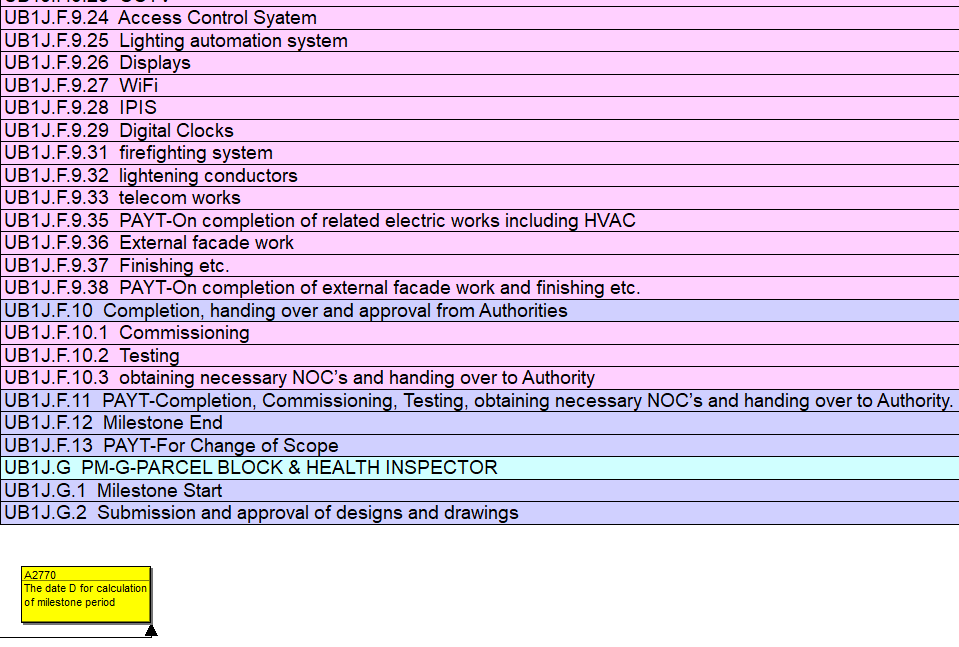 UB1J.F.9.24 Access Control Syatem
UB1J.F.9.25 Lighting automation system
UB1J.F.9.26 Displays
UB1J.F.9.27 WiFi
UB1J.F.9.28 IPIS
UB1J.F.9.29 Digital Clocks
UB1J.F.9.31 firefighting system
UB1J.F.9.32 lightening conductors
UB1J.F.9.33 telecom works
UB1J.F.9.35 PAYT-On completion of related electric works including HVAC
UB1J.F.9.36 External facade work
UB1J.F.9.37 Finishing etc.
UB1J.F.9.38 PAYT-On completion of external facade work and finishing etc.
UB1J.F.10 Completion, handing over and approval from Authorities
UB1J.F.10.1 Commissioning
UB1J.F.10.2 Testing
UB1J.F.10.3 obtaining necessary NOC’s and handing over to Authority
UB1J.F.11 PAYT-Completion, Commissioning, Testing, obtaining necessary NOC’s and handing over to Authority.
UB1J.F.12 Milestone End
UB1J.F.13 PAYT-For Change of Scope
UB1J.G PM-G-PARCEL BLOCK & HEALTH INSPECTOR
UB1J.G.1 Milestone Start
UB1J.G.2 Submission and approval of designs and drawings
A2770
The date D for calculation
of milestone period